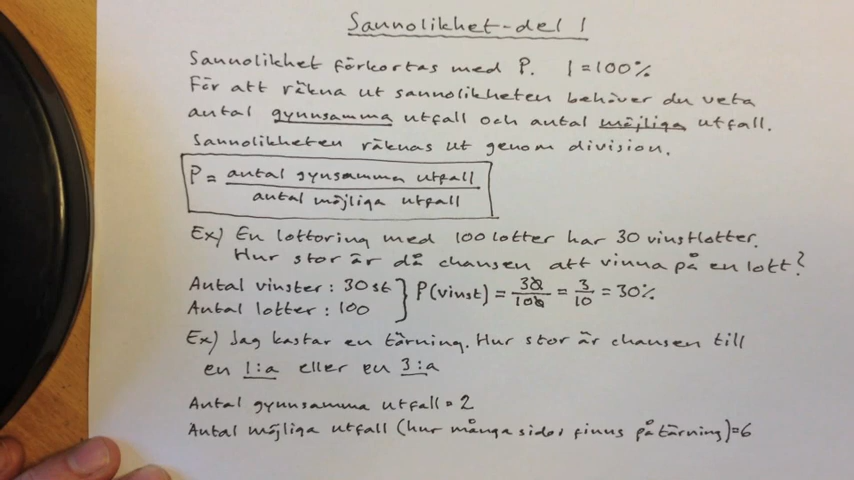 Sannolikhet-del 1
Sannolikhet förkortas med P. 1=100%
För att räkna ut sannolikheten behöver du veta
antal gynnsamma utfall och antal möjliga utfall.
Sannolikheten räknas ut genom division.
P = antal gynsamma utfall / antal möjliga utfall
Ex) En lottoring med 100 lotter har 30 vinstlotter.
Hur stor är då chansen att vinna på en lott?
Antal vinster: 30 st } P(vinst) = 30/100 = 3/10 = 30%
Antal lotter: 100
Ex) Jag kastar en tärning. Hur stor är chansen till
en 1:a eller en 3:a
Antal gynnsamma utfall = 2
Antal möjliga utfall (hur många sidor finns på tärning)=6